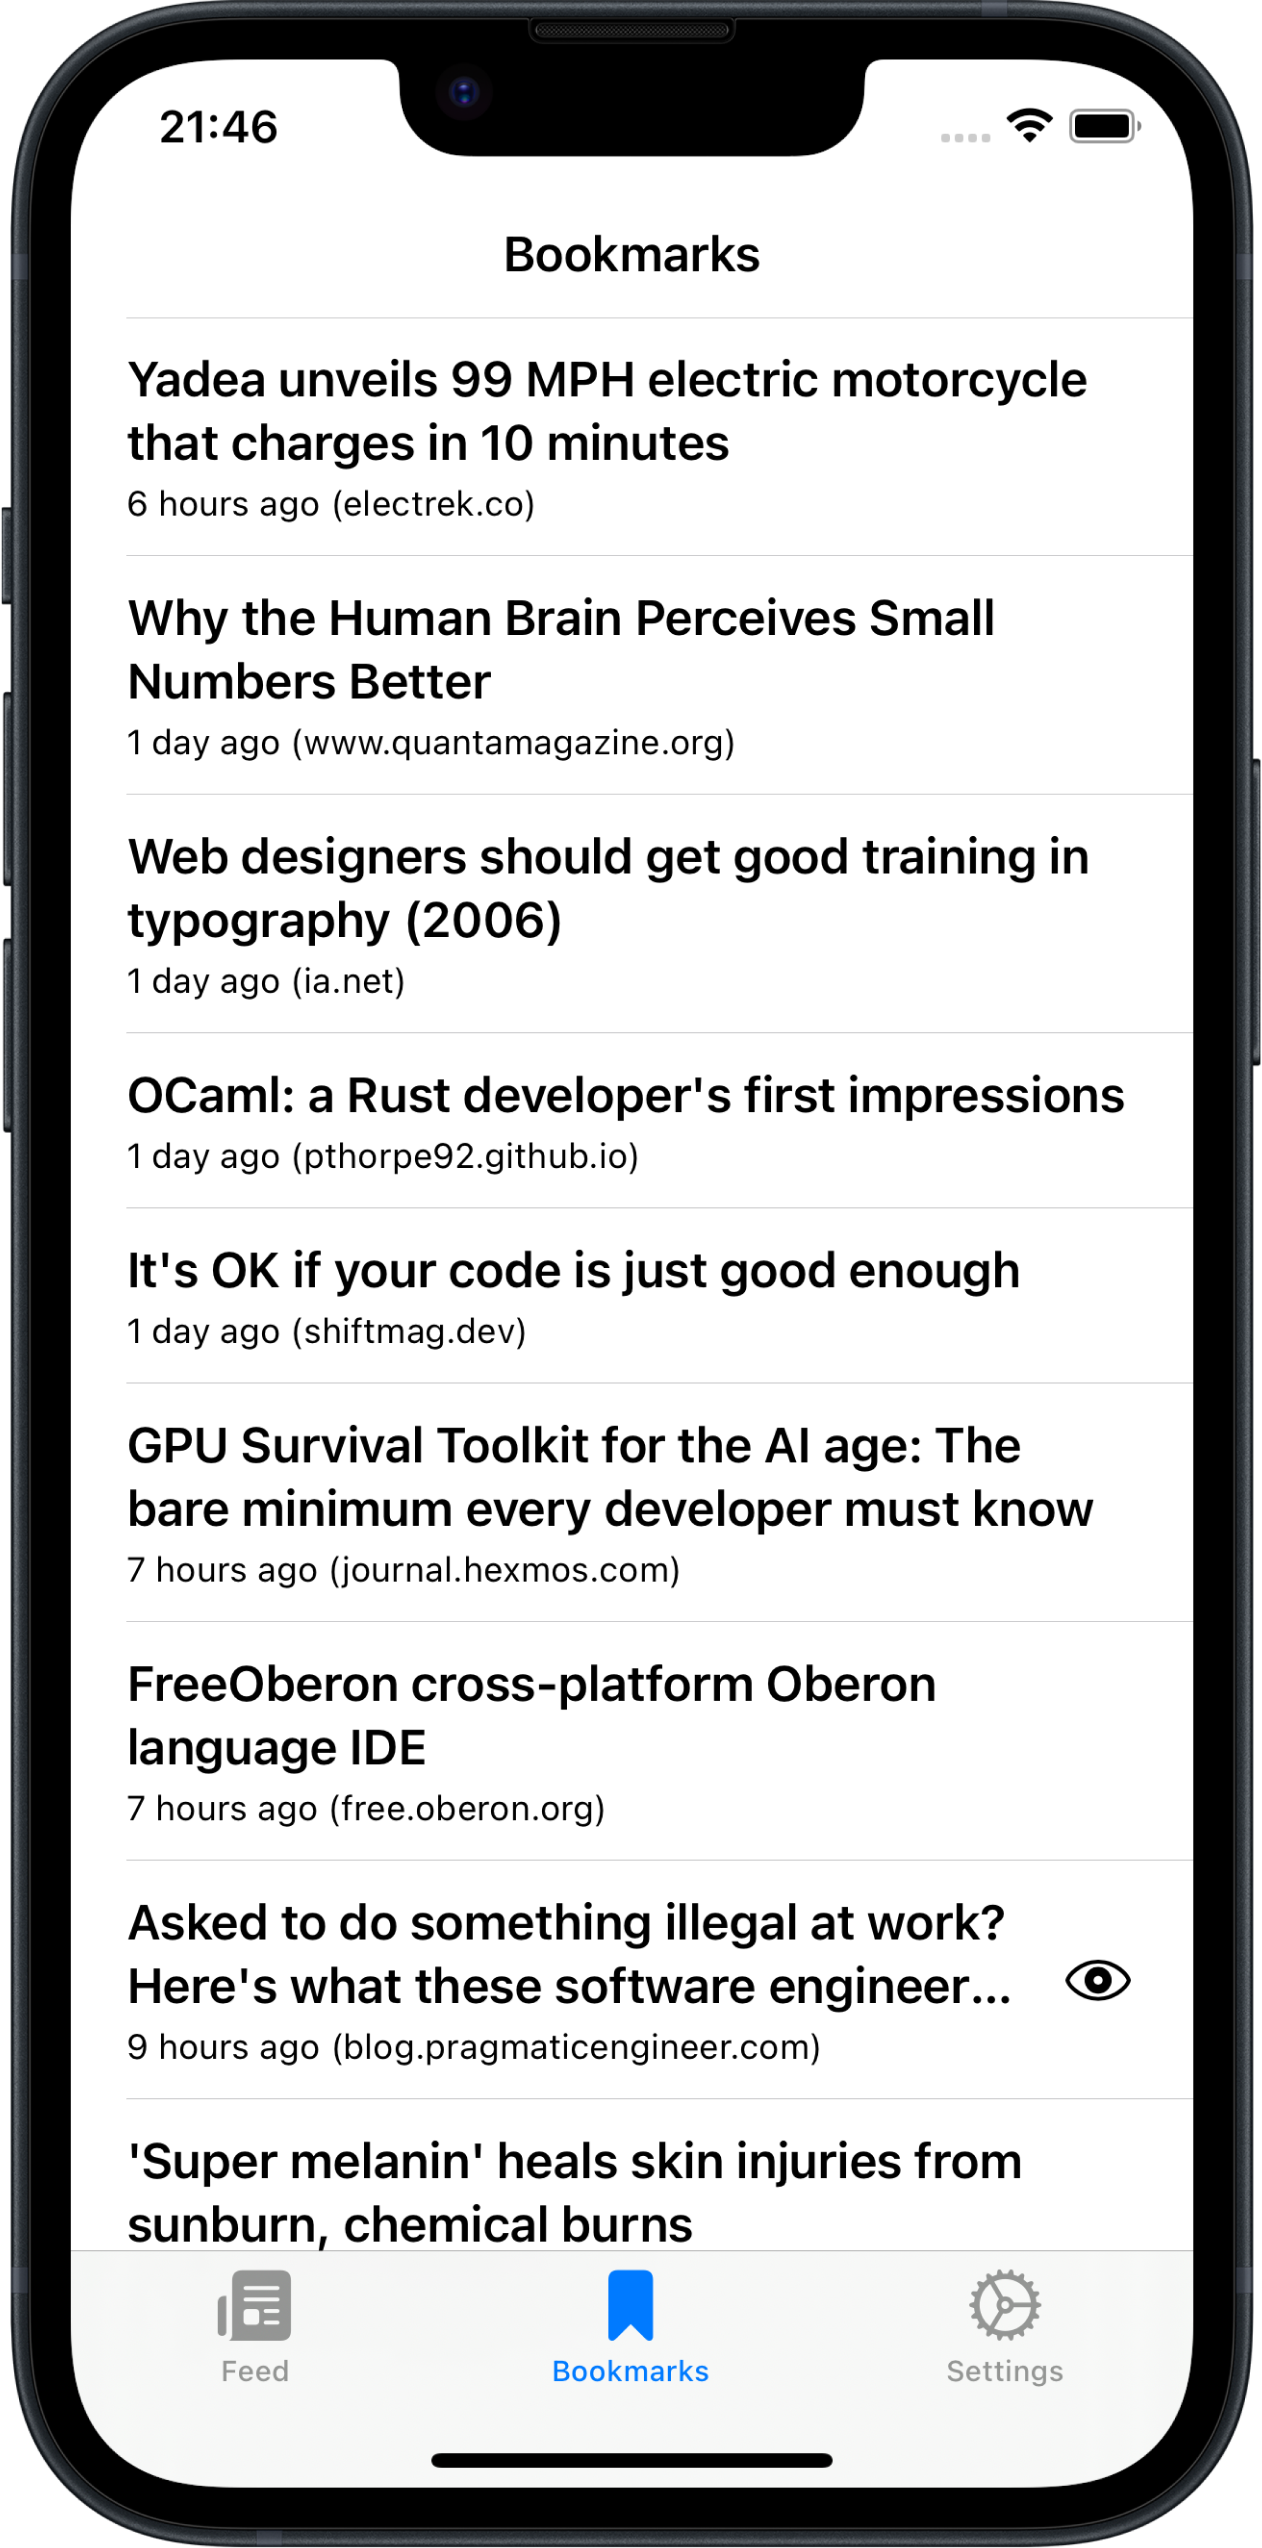 21:46
Bookmarks
Yadea unveils 99 MPH electric motorcycle
that charges in 10 minutes
6 hours ago (electrek.co)
Why the Human Brain Perceives Small
Numbers Better
1 day ago (www.quantamagazine.org)
Web designers should get good training in
typography (2006)
1 day ago (ia.net)
OCaml: a Rust developer's first impressions
1 day ago (pthorpe92.github.io)
It's OK if your code is just good enough
1 day ago (shiftmag.dev)
GPU Survival Toolkit for the AI age: The
bare minimum every developer must know
7 hours ago (journal.hexmos.com)
FreeOberon cross-platform Oberon
language IDE
7 hours ago (free.oberon.org)
Asked to do something illegal at work?
Here's what these software engineer...
9 hours ago (blog.pragmaticengineer.com)
'Super melanin' heals skin injuries from
sunburn, chemical burns
Feed
Bookmarks
Settings